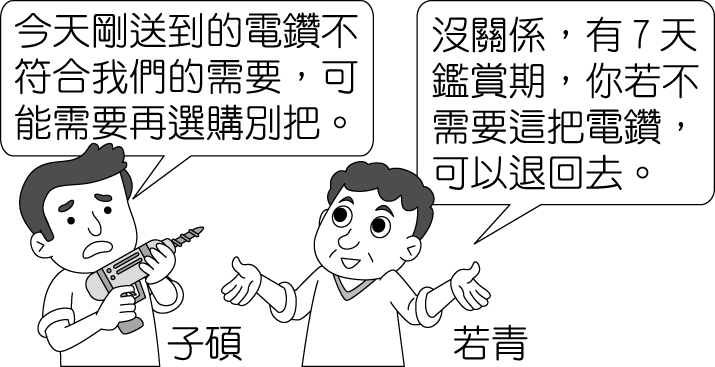 今天剛送到的電鑽不
符合我們的需要，可
能需要再選購別把。
沒關係，有7天
鑑賞期，你若不
需要這把電鑽，
可以退回去。
子碩
若青